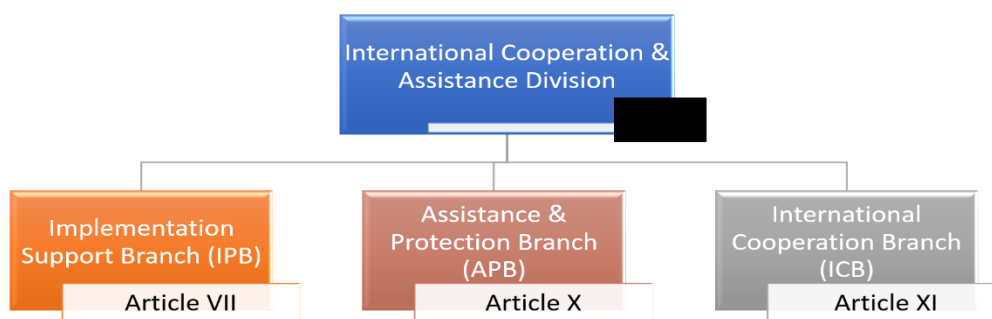 International Cooperation &
Assistance Division
Implementation
Support Branch (IPB)
Article VII
Assistance &
Protection Branch
(APB)
Article X
International
Cooperation Branch
(ICB)
Article XI